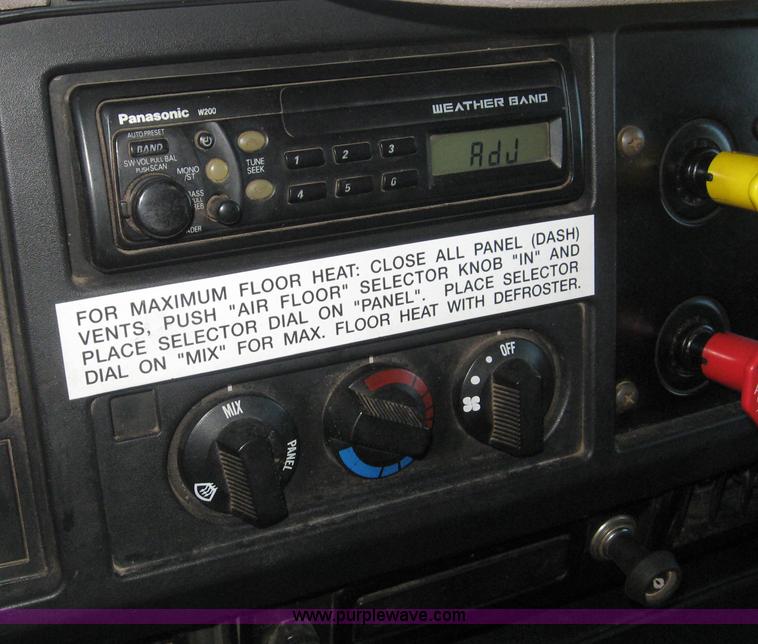 Panasonic W200
WEATHER BAND
AUTO PRESET
BAND
SW·VOL PULL BAL
PUSH SCAN
MONO
/ST
TUNE
SEEK
1 2 3
4 5 6
AdJ
FOR MAXIMUM FLOOR HEAT: CLOSE ALL PANEL (DASH)
VENTS, PUSH "AIR FLOOR" SELECTOR KNOB "IN" AND
PLACE SELECTOR DIAL ON "PANEL". PLACE SELECTOR
DIAL ON "MIX" FOR MAX. FLOOR HEAT WITH DEFROSTER.
MIX
PANEL
OFF
www.purplewave.com